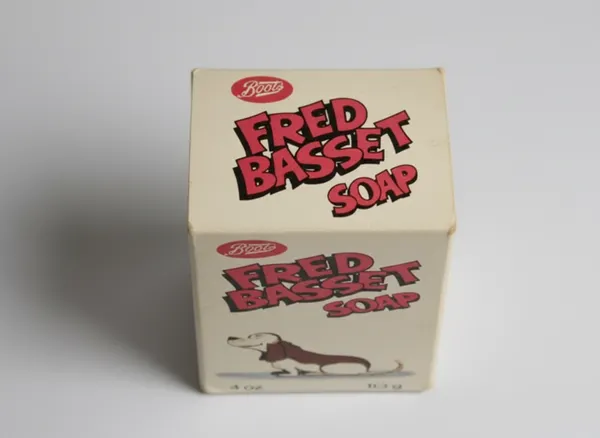 Boots
FRED
BASSET
SOAP
Boots
FRED
BASSET
SOAP
4 oz 113 g